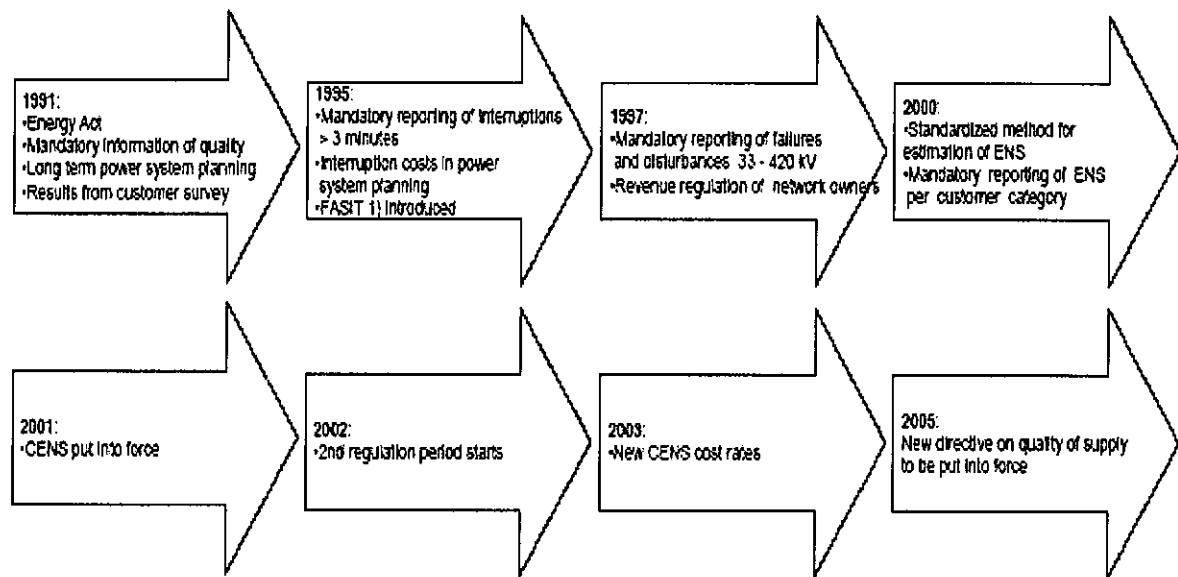 1991:
•Energy Act
•Mandatory information of quality
•Long term power system planning
•Results from customer survey
1995:
•Mandatory reporting of interruptions
> 3 minutes
•Interruption costs in power
system planning
•FASIT 1) introduced
1997:
•Mandatory reporting of failures
and disturbances 33 - 420 kV
•Revenue regulation of network owners
2000:
•Standardized method for
estimation of ENS
•Mandatory reporting of ENS
per customer category
2001:
•CENS put into force
2002:
•2nd regulation period starts
2003:
•New CENS cost rates
2005:
New directive on quality of supply
to be put into force